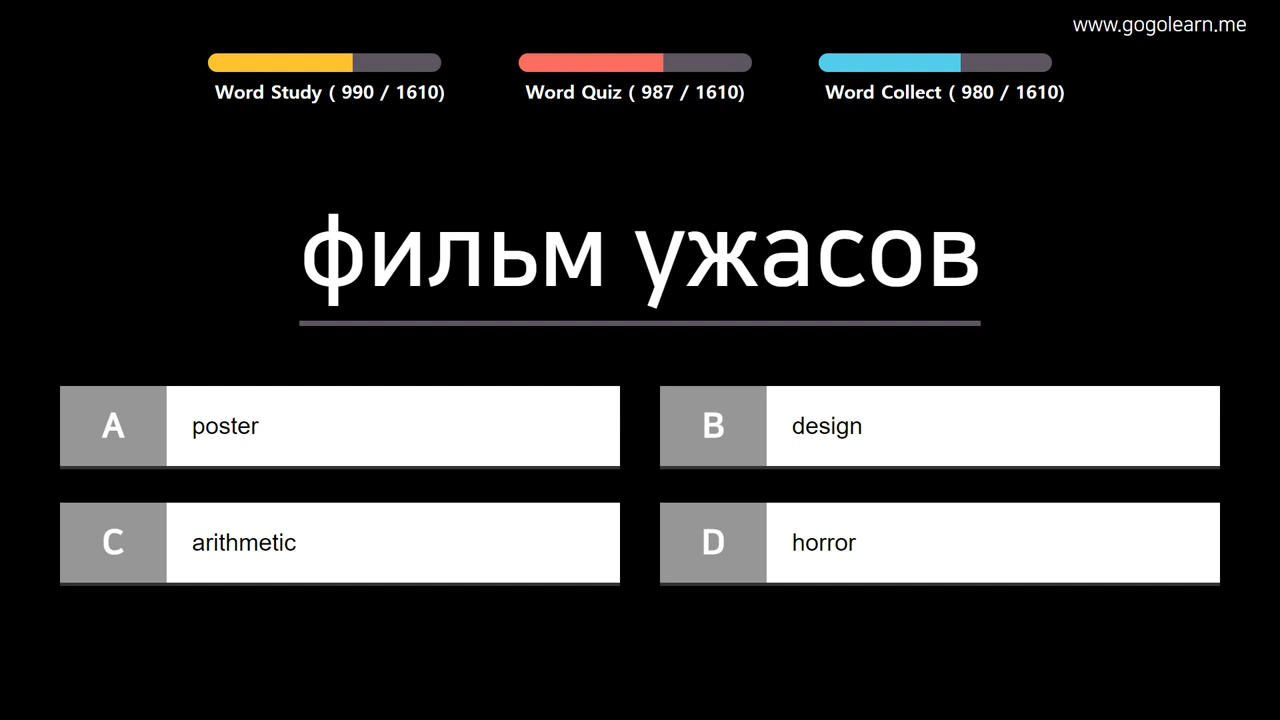 www.gogolearn.me
Word Study ( 990 / 1610)
Word Quiz ( 987 / 1610)
Word Collect ( 980 / 1610)
фильм ужасов
A poster
B design
C arithmetic
D horror